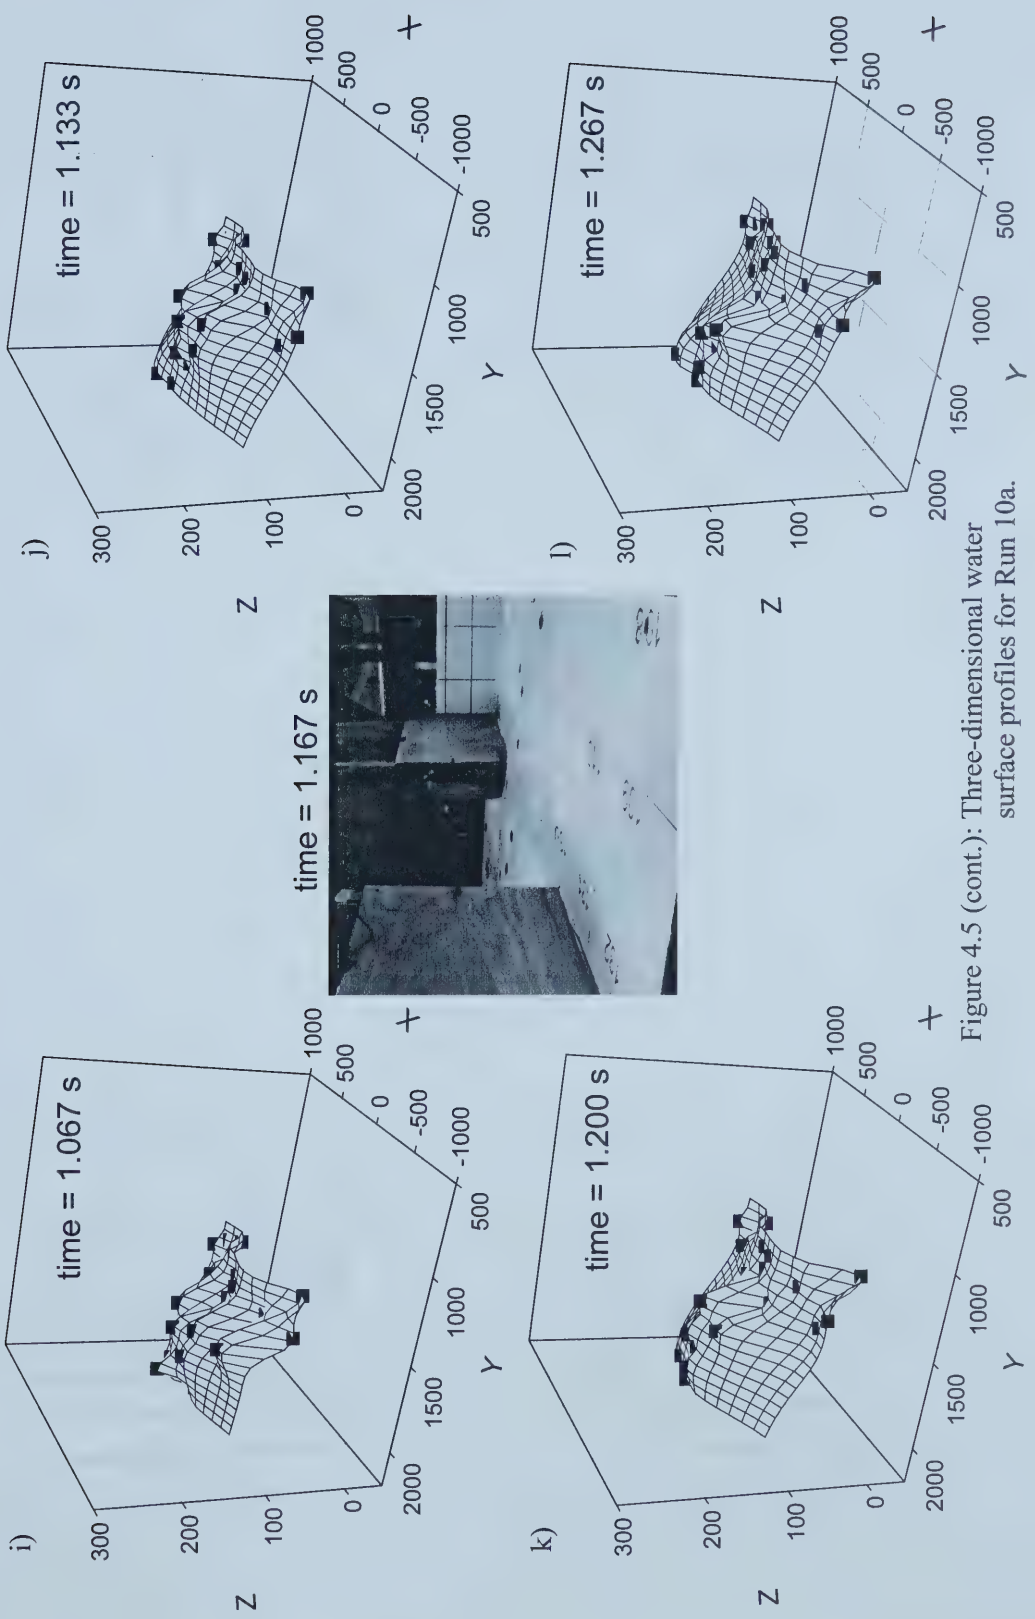 i)
time = 1.067 s
300
200
100
0
Z
2000
1500
1000
500
Y
-1000
-500
0
500
1000
X
time = 1.167 s
j)
time = 1.133 s
300
200
100
0
Z
2000
1500
1000
500
Y
-1000
-500
0
500
1000
X
k)
time = 1.200 s
300
200
100
0
Z
2000
1500
1000
500
Y
-1000
-500
0
500
1000
X
l)
time = 1.267 s
300
200
100
0
Z
2000
1500
1000
500
Y
-1000
-500
0
500
1000
X
Figure 4.5 (cont.): Three-dimensional water
surface profiles for Run 10a.